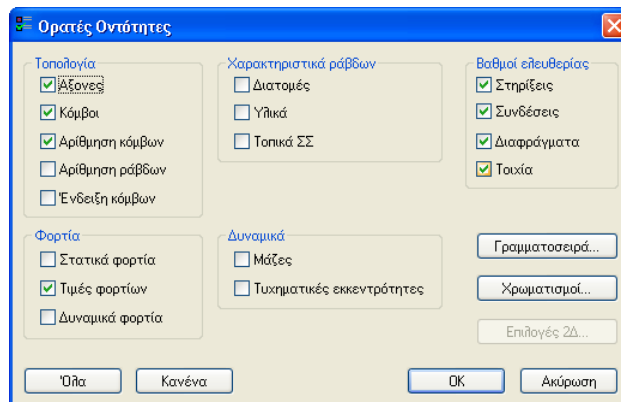 Ορατές Οντότητες
Τοπολογία
Άξονες
Κόμβοι
Αρίθμηση κόμβων
Αρίθμηση ράβδων
Ένδειξη κόμβων
Χαρακτηριστικά ράβδων
Διατομές
Υλικά
Τοπικά ΣΣ
Βαθμοί ελευθερίας
Στηρίξεις
Συνδέσεις
Διαφράγματα
Τοιχία
Φορτία
Στατικά φορτία
Τιμές φορτίων
Δυναμικά φορτία
Δυναμικά
Μάζες
Τυχηματικές εκκεντρότητες
Γραμματοσειρά...
Χρωματισμοί...
Επιλογές 2Δ...
Όλα
Κανένα
OK
Ακύρωση